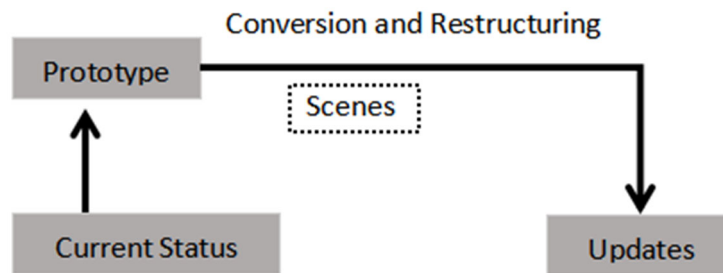 Conversion and Restructuring
Prototype
Scenes
Current Status
Updates